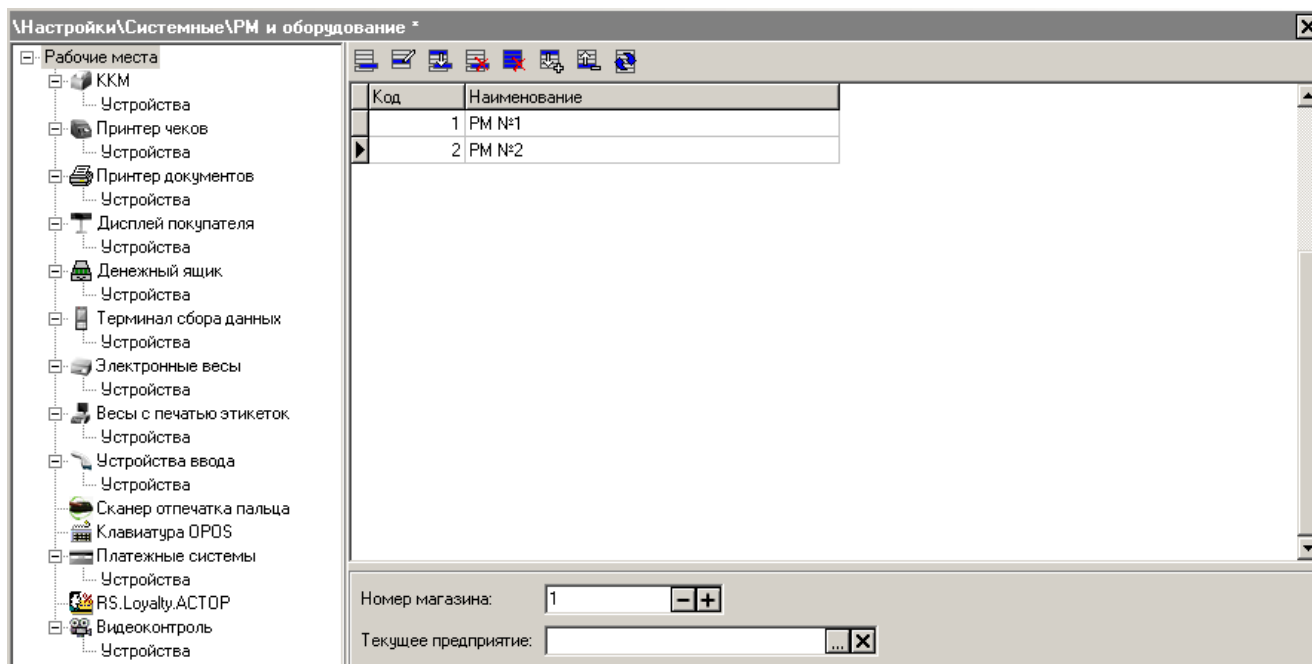 \Настройки\Системные\РМ и оборудование *
Рабочие места
ККМ
Устройства
Принтер чеков
Устройства
Принтер документов
Устройства
Дисплей покупателя
Устройства
Денежный ящик
Устройства
Терминал сбора данных
Устройства
Электронные весы
Устройства
Весы с печатью этикеток
Устройства
Устройства ввода
Устройства
Сканер отпечатка пальца
Клавиатура OPOS
Платежные системы
Устройства
RS.Loyalty.ACTOP
Видеоконтроль
Устройства
Код Наименование
1 РМ №1
2 РМ №2
Номер магазина: 1
Текущее предприятие: ...